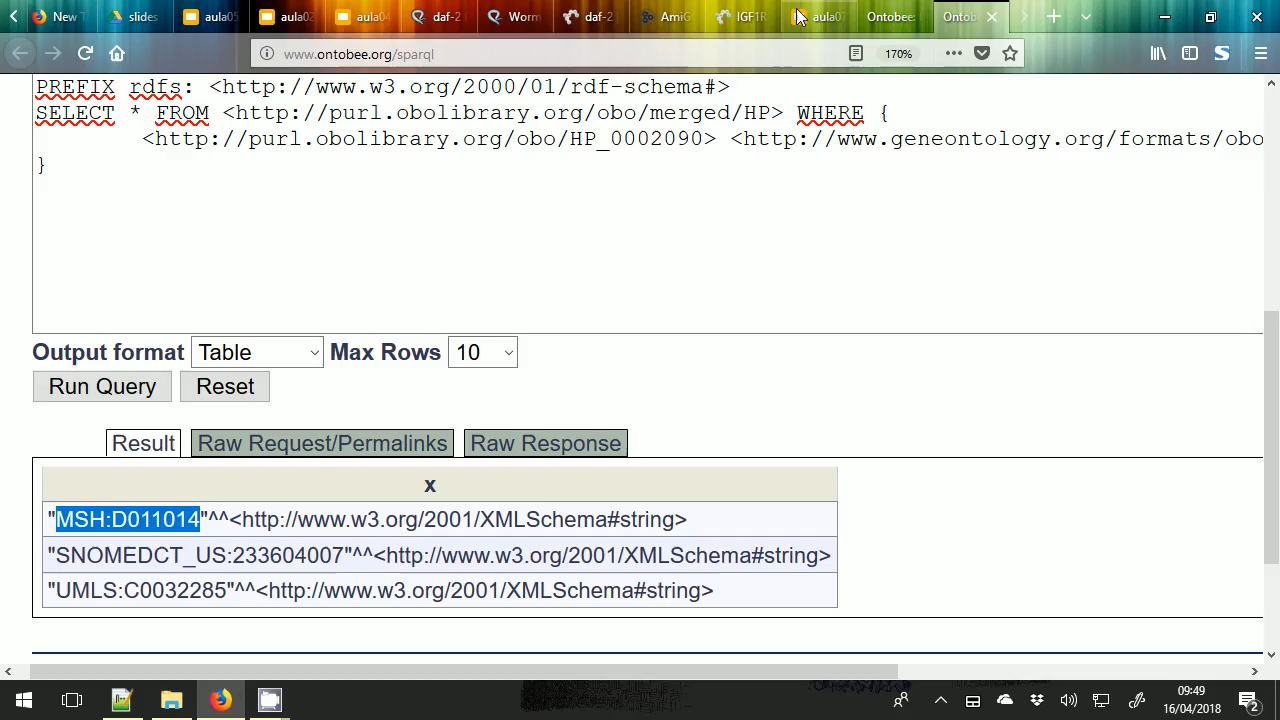 New T
slides
aula05
aula02
aula04
daf-2
Worm
daf-2
AmiG
IGF1R
aula07
Ontobee:
Ontob
www.ontobee.org/sparql
170%
PREFIX rdfs: <http://www.w3.org/2000/01/rdf-schema#>
SELECT * FROM <http://purl.obolibrary.org/obo/merged/HP> WHERE {
<http://purl.obolibrary.org/obo/HP_0002090> <http://www.geneontology.org/formats/obo
}
Output format Table Max Rows 10
Run Query Reset
Result Raw Request/Permalinks Raw Response
x
"MSH:D011014"^^<http://www.w3.org/2001/XMLSchema#string>
"SNOMEDCT_US:233604007"^^<http://www.w3.org/2001/XMLSchema#string>
"UMLS:C0032285"^^<http://www.w3.org/2001/XMLSchema#string>
09:49
16/04/2018
2